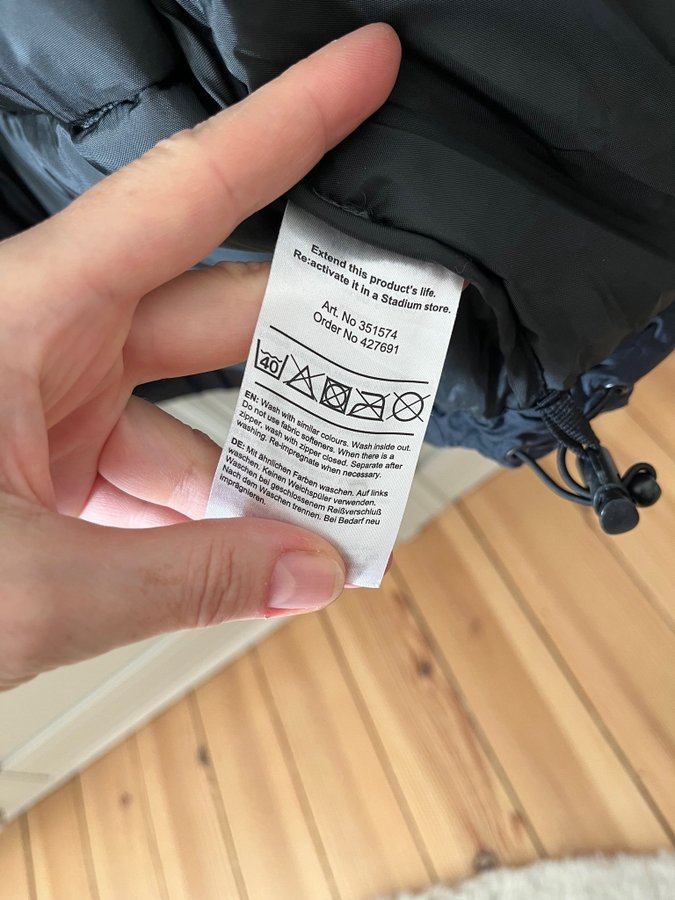 Extend this product's life.
Re:activate it in a Stadium store.
Art. No 351574
Order No 427691
40
EN: Wash with similar colours. Wash inside out.
Do not use fabric softeners. When there is a
zipper, wash with zipper closed. Separate after
washing. Re-impregnate when necessary.
DE: Mit ähnlichen Farben waschen. Auf links
waschen. Keinen Weichspüler verwenden.
Waschen bei geschlossenem Reißverschluß
Nach dem Waschen trennen. Bei Bedarf neu
imprägnieren.